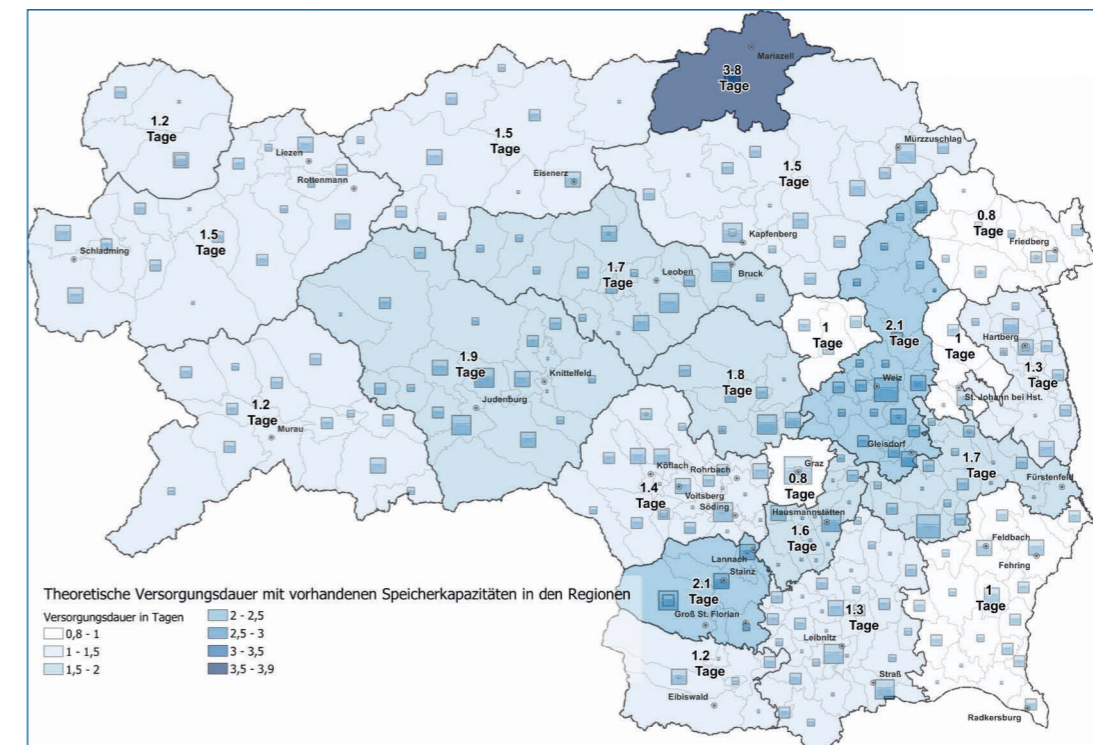 Mariazell
3.8
Tage
1.2
Tage
1.5
Tage
Liezen
Rottenmann
Eisenerz
Mürzzuschlag
1.5
Tage
Kapfenberg
0.8
Tage
Friedberg
Schladming
1.5
Tage
1.7
Tage
Leoben
Bruck
1
Tage
2.1
Tage
1
Tage
Hartberg
1.3
Tage
1.9
Tage
Knittelfeld
Judenburg
1.8
Tage
Weiz
St. Johann bei Hst.
1.2
Tage
Murau
Gleisdorf
1.7
Tage
Fürstenfeld
Köflach
Rohrbach
1.4
Tage
Voitsberg
Söding
Graz
0.8
Tage
Hausmannstätten
1.6
Tage
Feldbach
Fehring
Lannach
Stainz
2.1
Tage
Groß St. Florian
1
Tage
1.3
Tage
Leibnitz
1.2
Tage
Eibiswald
Straß
Radkersburg
Theoretische Versorgungsdauer mit vorhandenen Speicherkapazitäten in den Regionen
Versorgungsdauer in Tagen
0,8 - 1
1 - 1,5
1,5 - 2
2 - 2,5
2,5 - 3
3 - 3,5
3,5 - 3,9